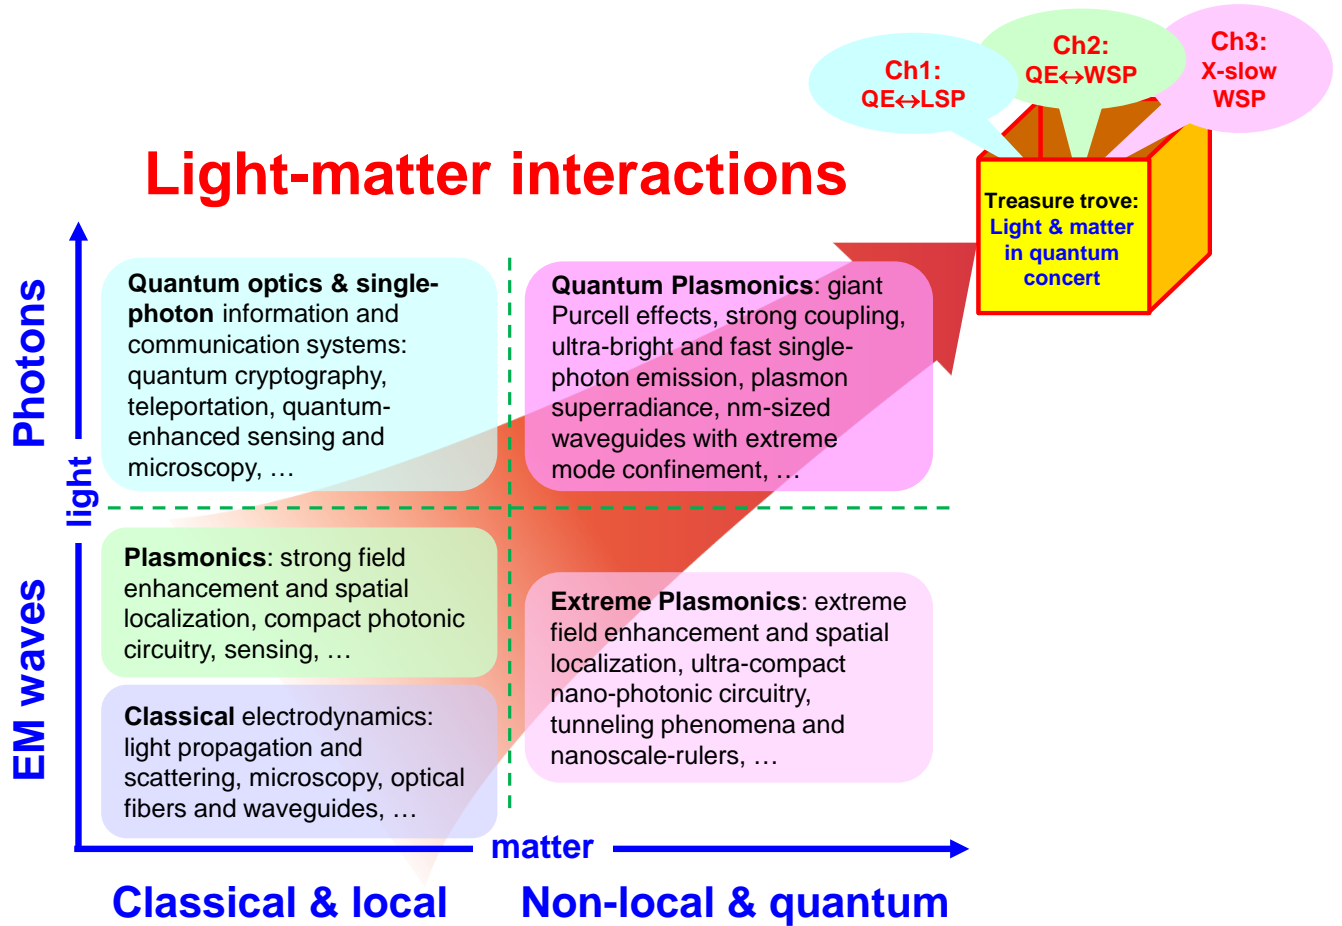 Ch1:
QE↔LSP
Ch2:
QE↔WSP
Ch3:
X-slow
WSP
Light-matter interactions
Treasure trove:
Light & matter
in quantum
concert
Photons
light
EM waves
Quantum optics & single-
photon information and
communication systems:
quantum cryptography,
teleportation, quantum-
enhanced sensing and
microscopy, …
Quantum Plasmonics: giant
Purcell effects, strong coupling,
ultra-bright and fast single-
photon emission, plasmon
superradiance, nm-sized
waveguides with extreme
mode confinement, …
Plasmonics: strong field
enhancement and spatial
localization, compact photonic
circuitry, sensing, …
Classical electrodynamics:
light propagation and
scattering, microscopy, optical
fibers and waveguides, …
Extreme Plasmonics: extreme
field enhancement and spatial
localization, ultra-compact
nano-photonic circuitry,
tunneling phenomena and
nanoscale-rulers, …
matter
Classical & local
Non-local & quantum